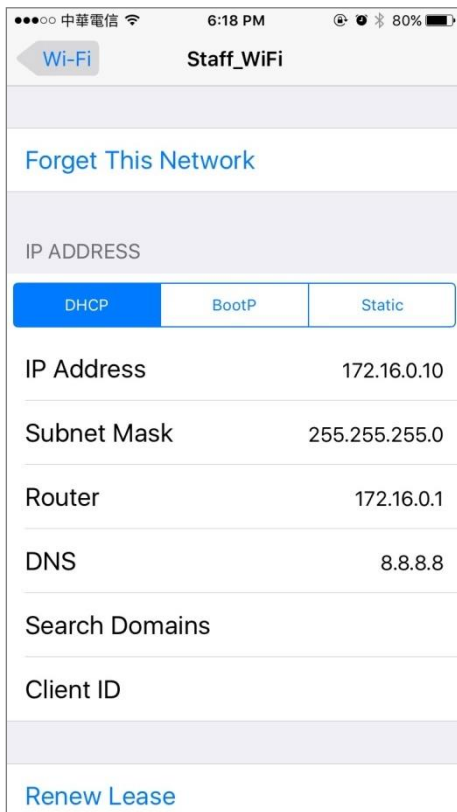 中華電信 6:18 PM 80%
Wi-Fi Staff_WiFi
Forget This Network
IP ADDRESS
DHCP BootP Static
IP Address 172.16.0.10
Subnet Mask 255.255.255.0
Router 172.16.0.1
DNS 8.8.8.8
Search Domains
Client ID
Renew Lease